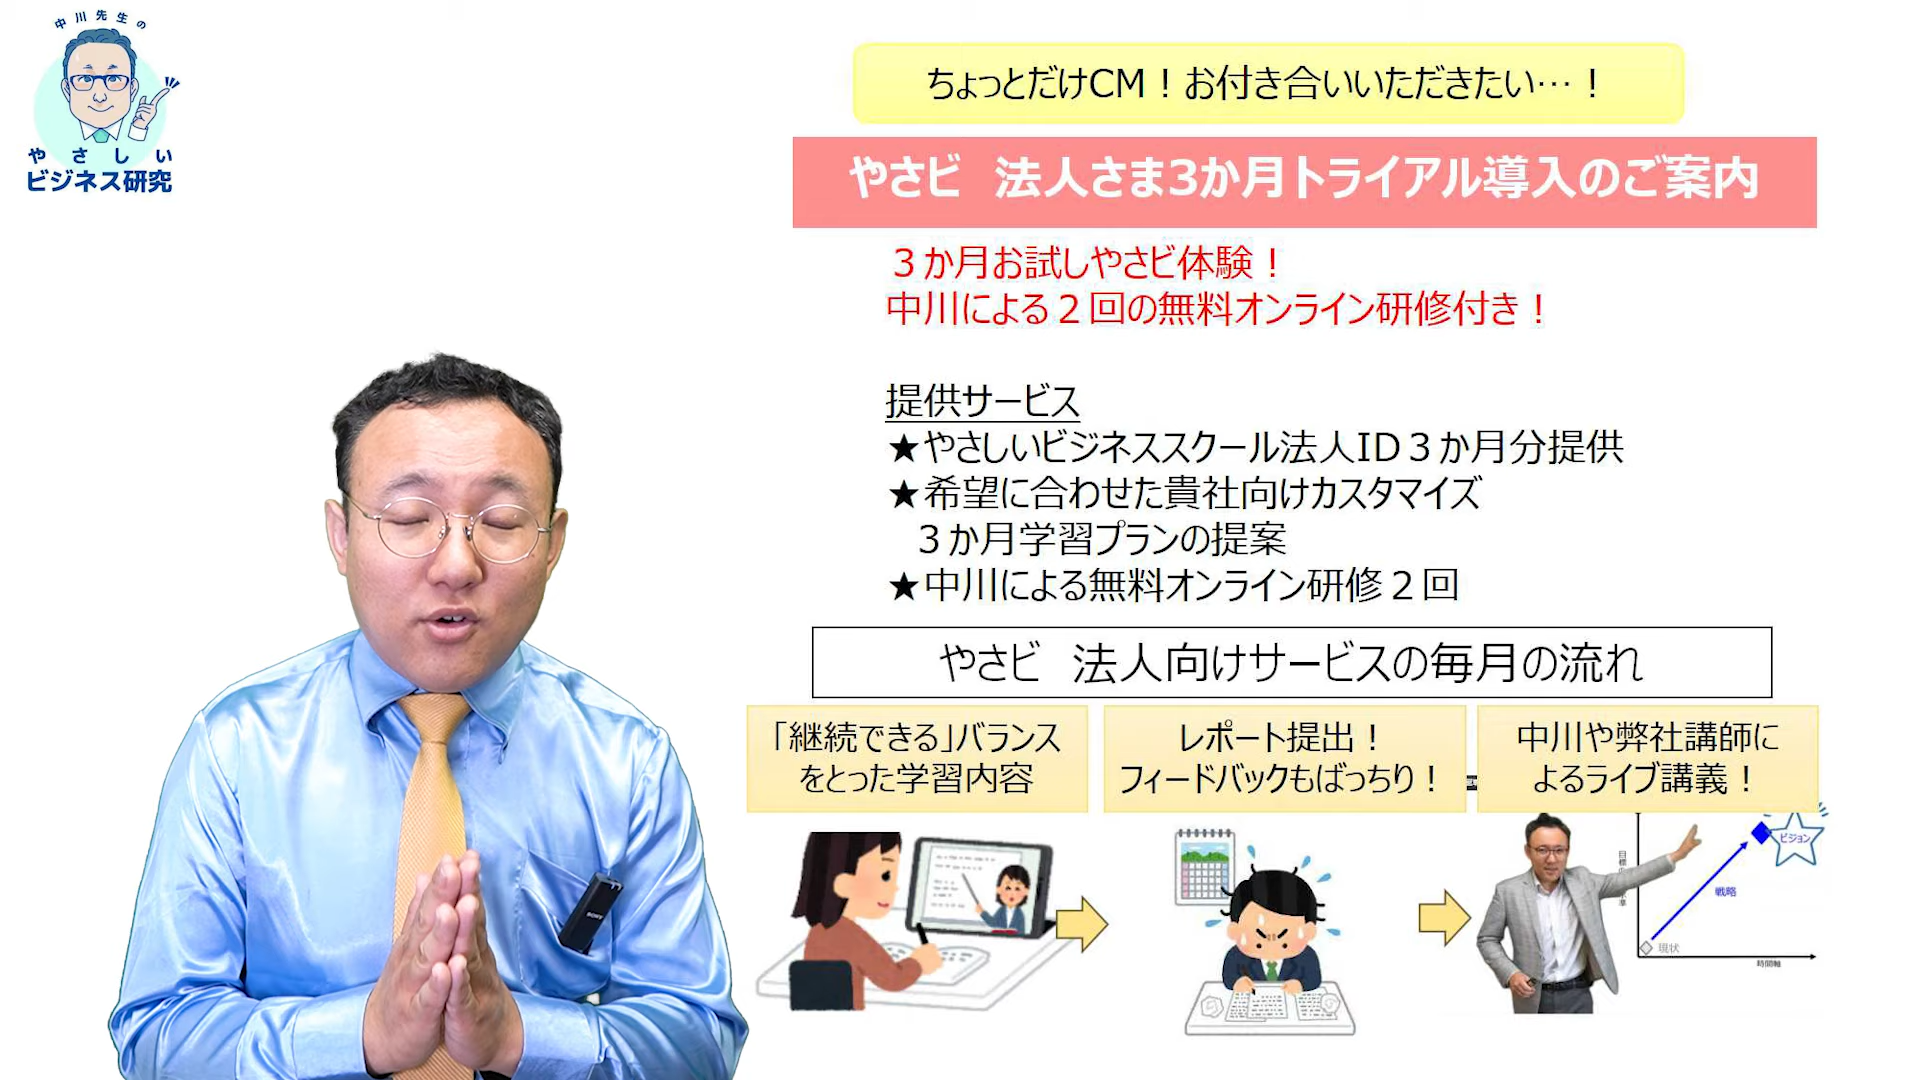 中川先生の
やさしい
ビジネス研究
ちょっとだけCM！お付き合いいただきたい…！
やさビ　法人さま3か月トライアル導入のご案内
３か月お試しやさビ体験！
中川による２回の無料オンライン研修付き！
提供サービス
★やさしいビジネススクール法人ID３か月分提供
★希望に合わせた貴社向けカスタマイズ
３か月学習プランの提案
★中川による無料オンライン研修２回
やさビ　法人向けサービスの毎月の流れ
「継続できる」バランス
をとった学習内容
レポート提出！
フィードバックもばっちり！
中川や弊社講師に
よるライブ講義！
ビジョン
戦略
現状
時間軸
SONY